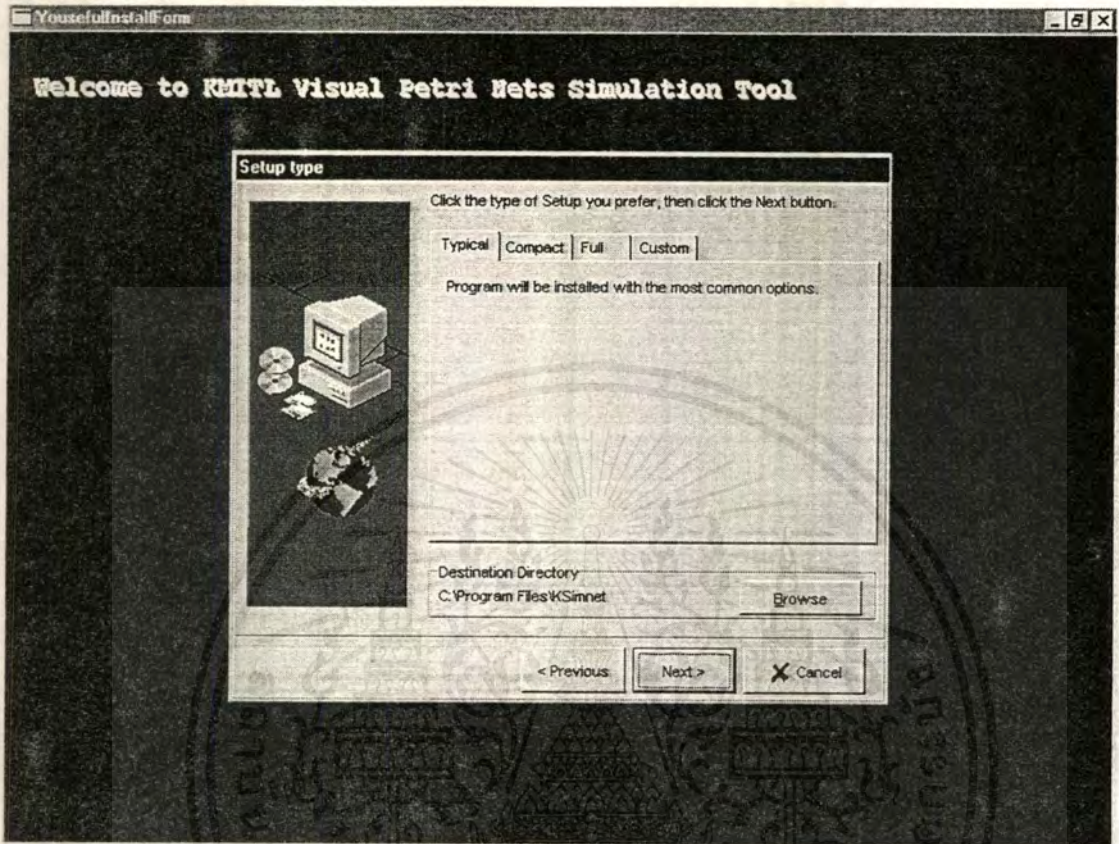 YousefulInstallForm
Welcome to KMITL Visual Petri Nets Simulation Tool
Setup type
Click the type of Setup you prefer, then click the Next button.
Typical Compact Full Custom
Program will be installed with the most common options.
Destination Directory
C:\Program Files\KSimnet Browse
< Previous Next > Cancel